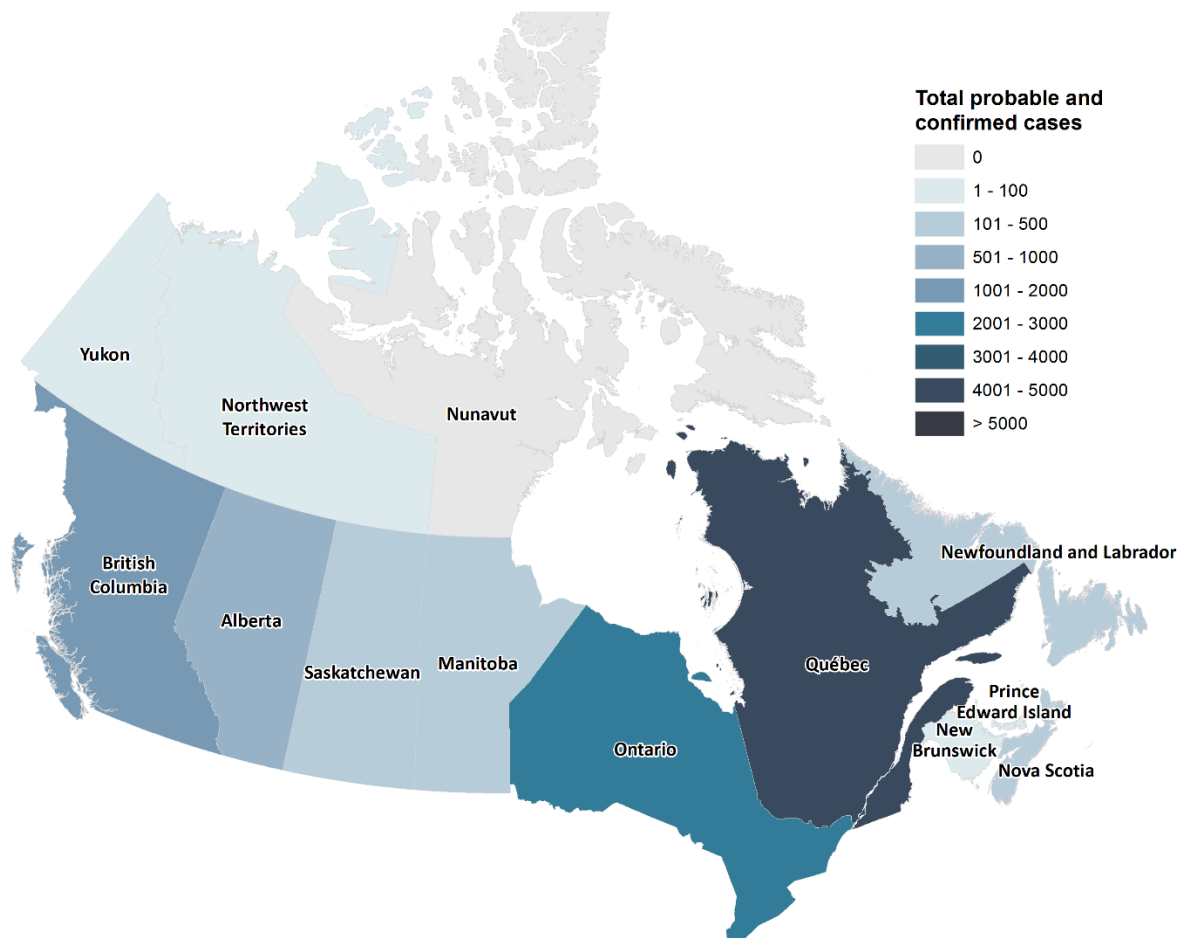 Total probable and
confirmed cases
0
1 - 100
101 - 500
501 - 1000
1001 - 2000
2001 - 3000
3001 - 4000
4001 - 5000
> 5000
Yukon
Northwest
Territories
Nunavut
British
Columbia
Alberta
Saskatchewan
Manitoba
Ontario
Québec
Newfoundland and Labrador
Prince
Edward Island
New
Brunswick
Nova Scotia